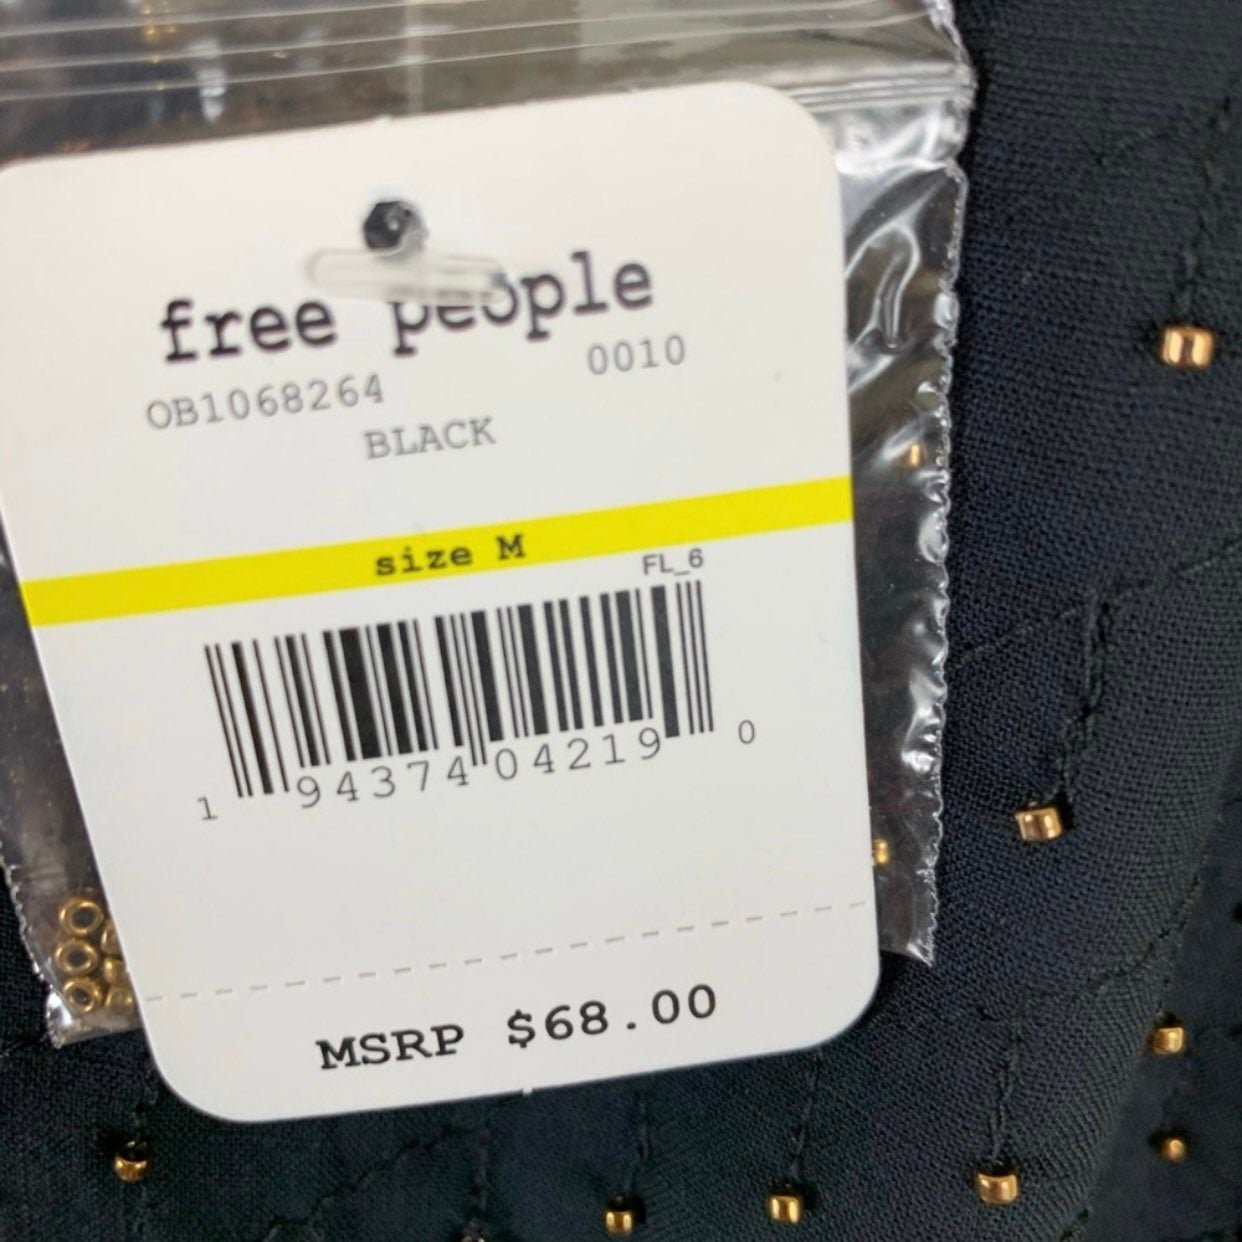 free people
OB1068264 0010
BLACK
size M
FL_6
1 94374 04219 0
MSRP $68.00